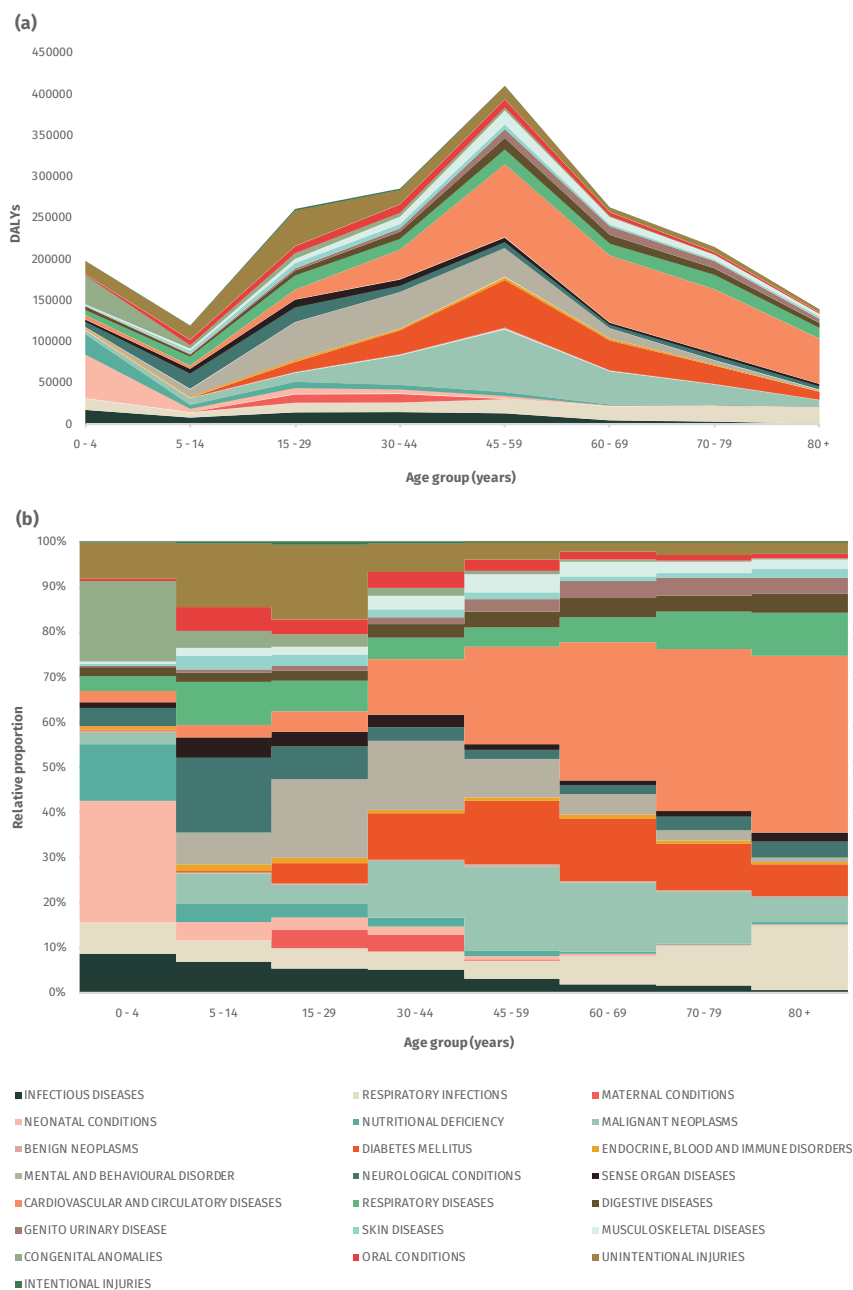 (a)
450000
400000
350000
300000
250000
200000
150000
100000
50000
0
DALYs
0 - 4 5 - 14 15 - 29 30 - 44 45 - 59 60 - 69 70 - 79 80 +
Age group (years)
(b)
100%
90%
80%
70%
60%
50%
40%
30%
20%
10%
0%
Relative proportion
0 - 4 5 - 14 15 - 29 30 - 44 45 - 59 60 - 69 70 - 79 80 +
Age group (years)
INFECTIOUS DISEASES RESPIRATORY INFECTIONS MATERNAL CONDITIONS
NEONATAL CONDITIONS NUTRITIONAL DEFICIENCY MALIGNANT NEOPLASMS
BENIGN NEOPLASMS DIABETES MELLITUS ENDOCRINE, BLOOD AND IMMUNE DISORDERS
MENTAL AND BEHAVIOURAL DISORDER NEUROLOGICAL CONDITIONS SENSE ORGAN DISEASES
CARDIOVASCULAR AND CIRCULATORY DISEASES RESPIRATORY DISEASES DIGESTIVE DISEASES
GENITO URINARY DISEASE SKIN DISEASES MUSCULOSKELETAL DISEASES
CONGENITAL ANOMALIES ORAL CONDITIONS UNINTENTIONAL INJURIES
INTENTIONAL INJURIES